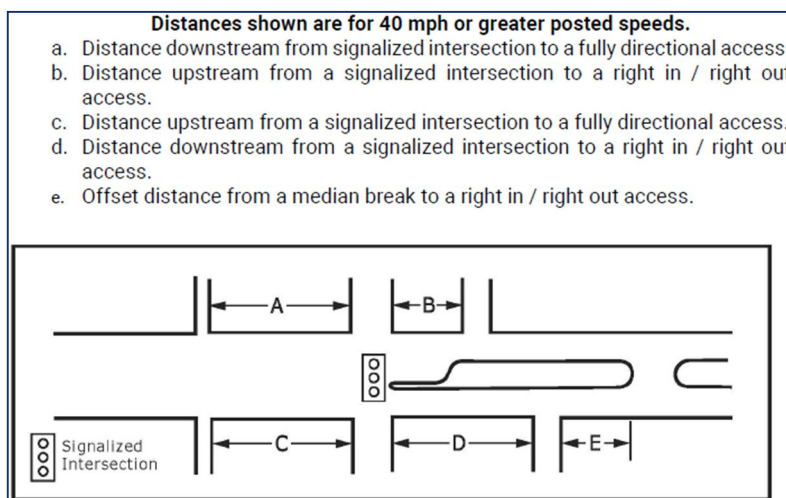 Distances shown are for 40 mph or greater posted speeds.
a. Distance downstream from signalized intersection to a fully directional access
b. Distance upstream from a signalized intersection to a right in / right out
access.
c. Distance upstream from a signalized intersection to a fully directional access.
d. Distance downstream from a signalized intersection to a right in / right out
access.
e. Offset distance from a median break to a right in / right out access.
A B
C D E
Signalized
Intersection